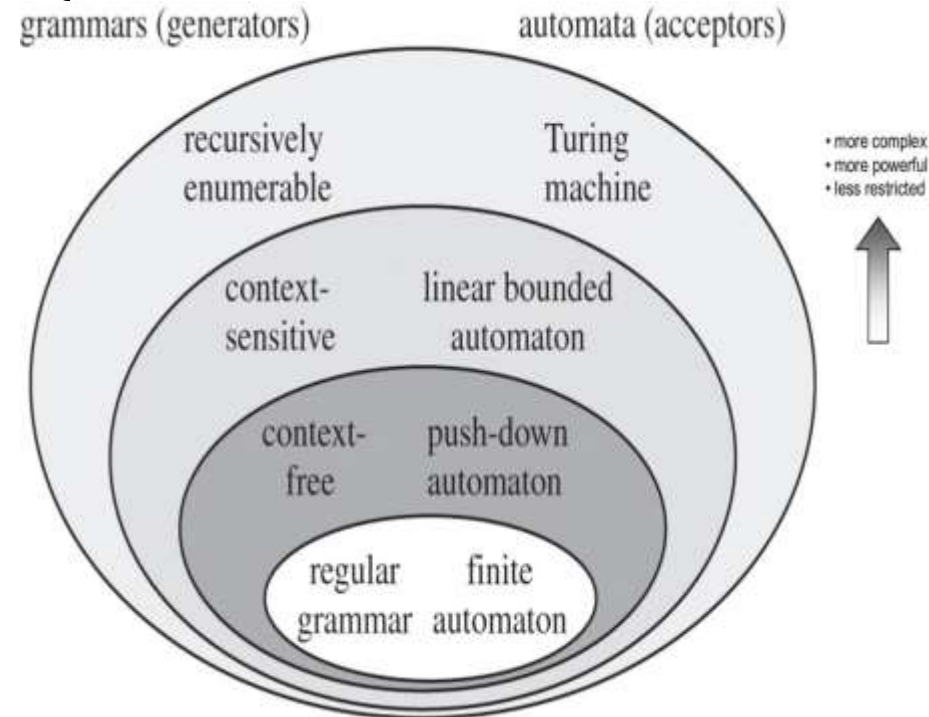 grammars (generators) automata (acceptors)
recursively
enumerable
Turing
machine
• more complex
• more powerful
• less restricted
context-
sensitive
linear bounded
automaton
context-
free
push-down
automaton
regular
grammar
finite
automaton